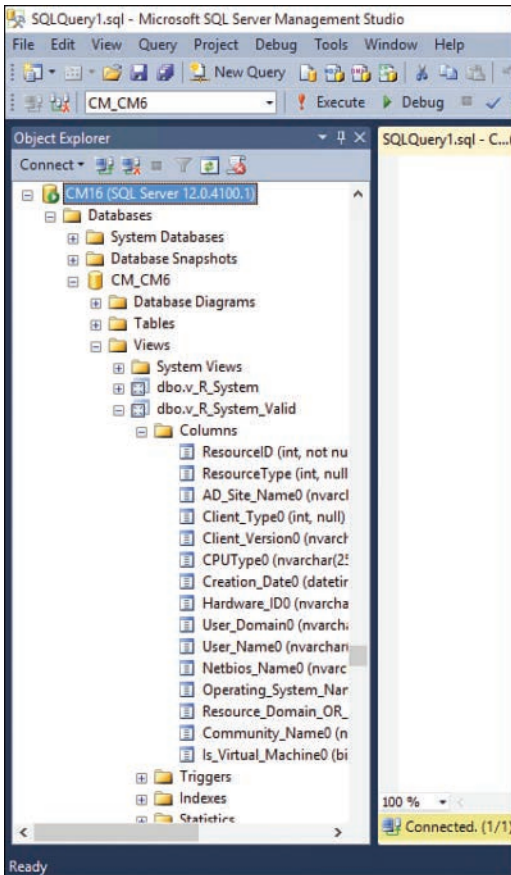 SQLQuery1.sql - Microsoft SQL Server Management Studio
File Edit View Query Project Debug Tools Window Help
New Query
CM_CM6 Execute Debug
Object Explorer
SQLQuery1.sql - C...(
Connect
CM16 (SQL Server 12.0.4100.1)
Databases
System Databases
Database Snapshots
CM_CM6
Database Diagrams
Tables
Views
System Views
dbo.v_R_System
dbo.v_R_System_Valid
Columns
ResourceID (int, not nu
ResourceType (int, null
AD_Site_Name0 (nvarcl
Client_Type0 (int, null)
Client_Version0 (nvarch
CPUType0 (nvarchar(25
Creation_Date0 (datetir
Hardware_ID0 (nvarcha
User_Domain0 (nvarcha
User_Name0 (nvarchar
Netbios_Name0 (nvarc
Operating_System_Nar
Resource_Domain_OR_
Community_Name0 (n
Is_Virtual_Machine0 (bi
Triggers
Indexes
Statistics
100 %
Connected. (1/1)
Ready